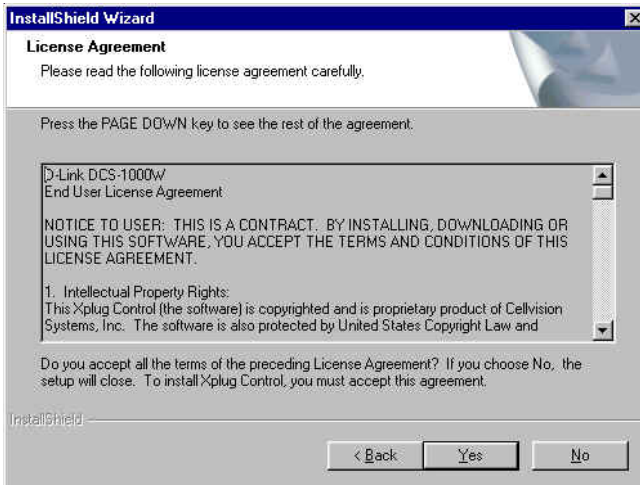 InstallShield Wizard
License Agreement
Please read the following license agreement carefully.
Press the PAGE DOWN key to see the rest of the agreement.
D-Link DCS-1000W
End User License Agreement
NOTICE TO USER: THIS IS A CONTRACT. BY INSTALLING, DOWNLOADING OR
USING THIS SOFTWARE, YOU ACCEPT THE TERMS AND CONDITIONS OF THIS
LICENSE AGREEMENT.
1. Intellectual Property Rights:
This Xplug Control (the software) is copyrighted and is proprietary product of Cellvision
Systems, Inc. The software is also protected by United States Copyright Law and
Do you accept all the terms of the preceding License Agreement? If you choose No, the
setup will close. To install Xplug Control, you must accept this agreement.
InstallShield
< Back Yes No